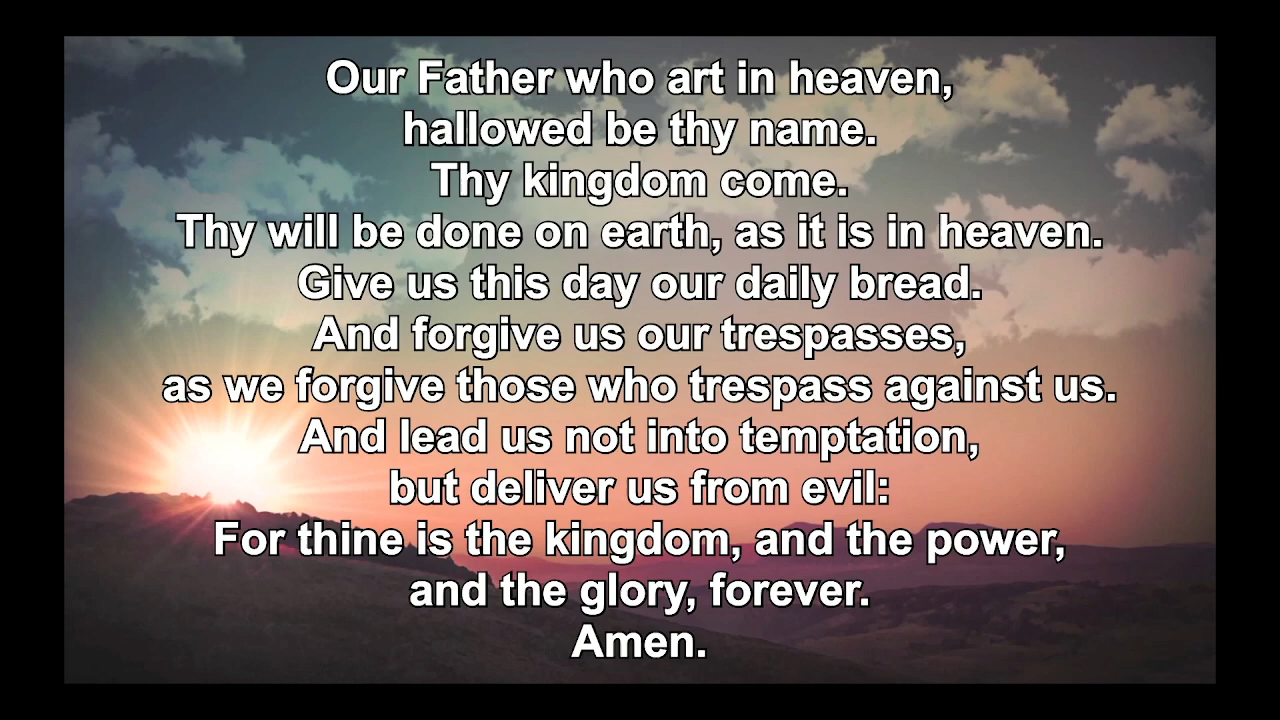 Our Father who art in heaven,
hallowed be thy name.
Thy kingdom come.
Thy will be done on earth, as it is in heaven.
Give us this day our daily bread.
And forgive us our trespasses,
as we forgive those who trespass against us.
And lead us not into temptation,
but deliver us from evil:
For thine is the kingdom, and the power,
and the glory, forever.
Amen.